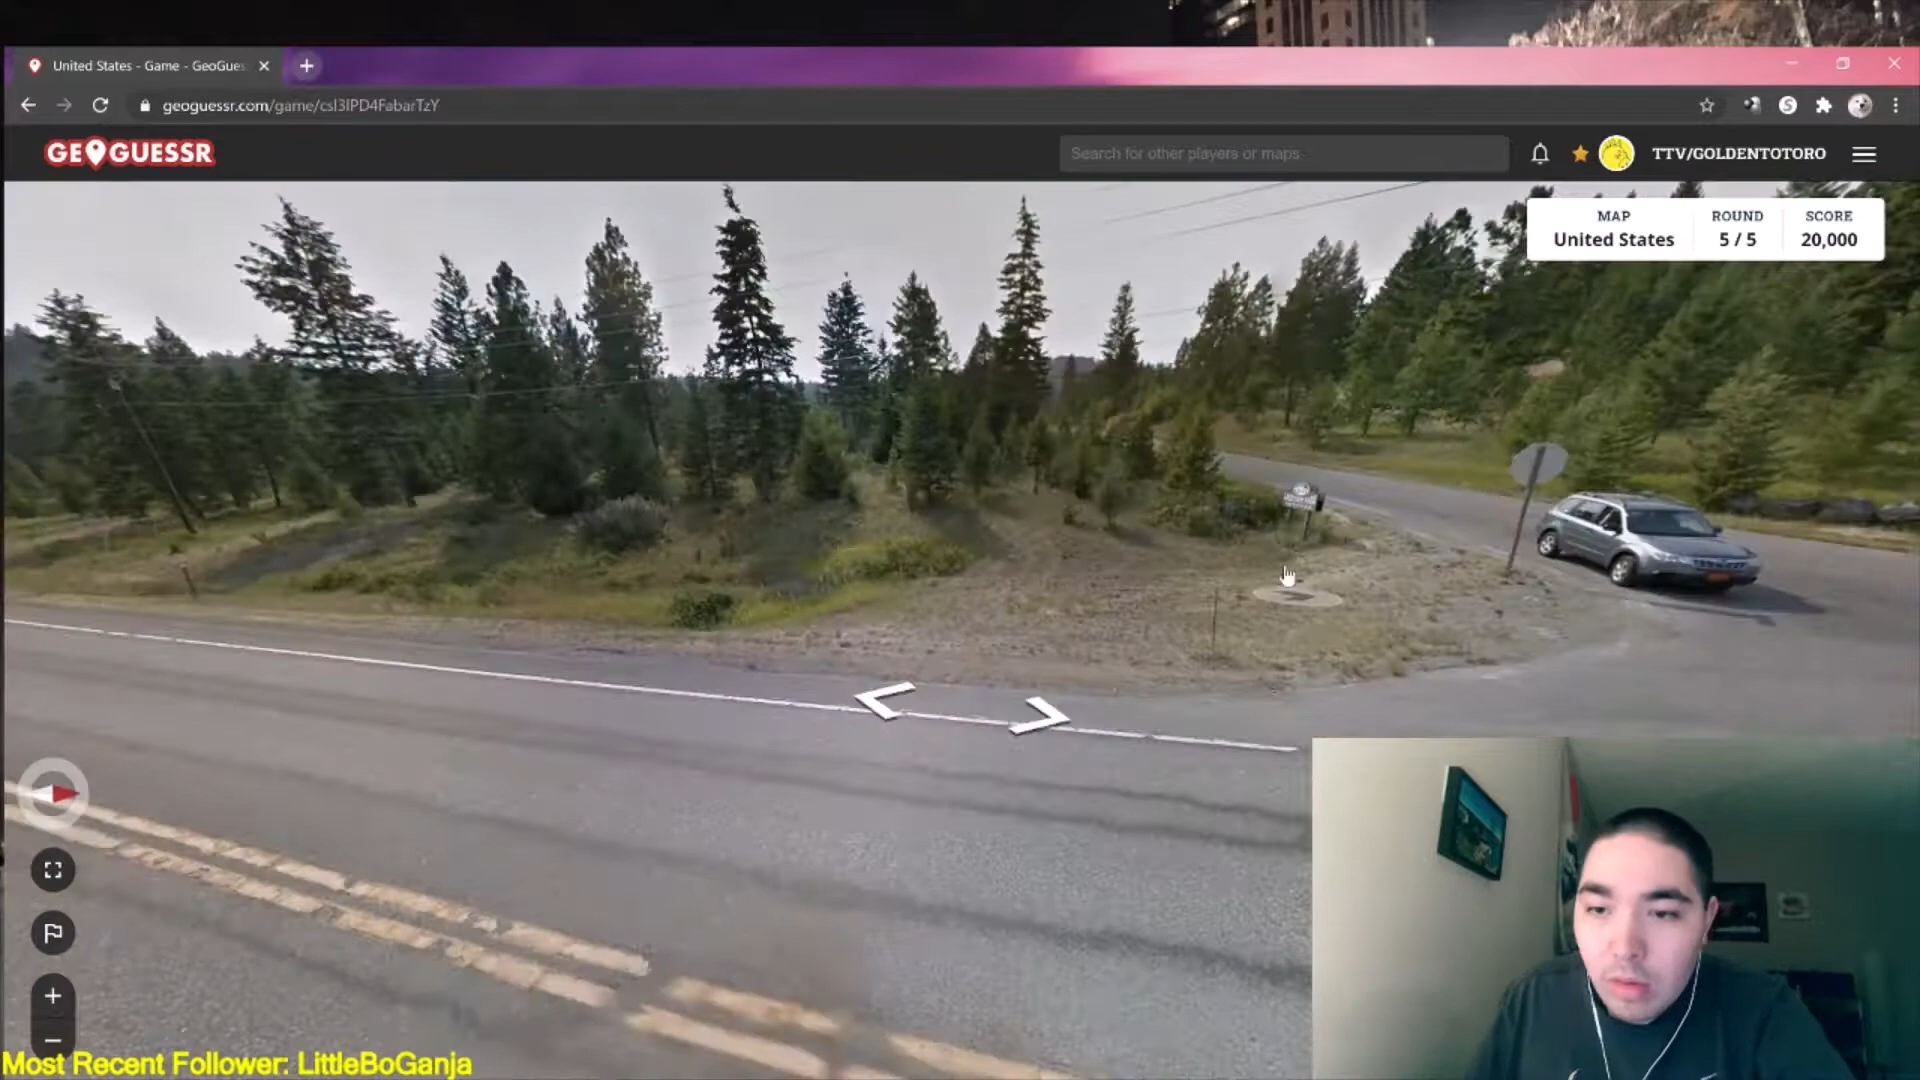 United States - Game - GeoGues
geoguessr.com/game/csl3IPD4FabarTzY
GEOGUESSR
Search for other players or maps
TTV/GOLDENTOTORO
MAP
United States
ROUND
5 / 5
SCORE
20,000
Most Recent Follower: LittleBoGanja